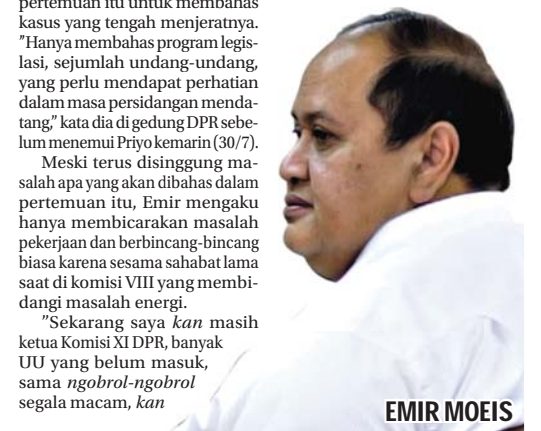 pertemuan itu untuk membahas
kasus yang tengah menjeratnya.
"Hanya membahas program legis-
lasi, sejumlah undang-undang,
yang perlu mendapat perhatian
dalam masa persidangan menda-
tang," kata dia di gedung DPR sebe-
lum menemui Priyo kemarin (30/7).
Meski terus disinggung ma-
salah apa yang akan dibahas dalam
pertemuan itu, Emir mengaku
hanya membicarakan masalah
pekerjaan dan berbincang-bincang
biasa karena sesama sahabat lama
saat di komisi VIII yang membi-
dangi masalah energi.
"Sekarang saya kan masih
ketua Komisi XI DPR, banyak
UU yang belum masuk,
sama ngobrol-ngobrol
segala macam, kan
EMIR MOEIS